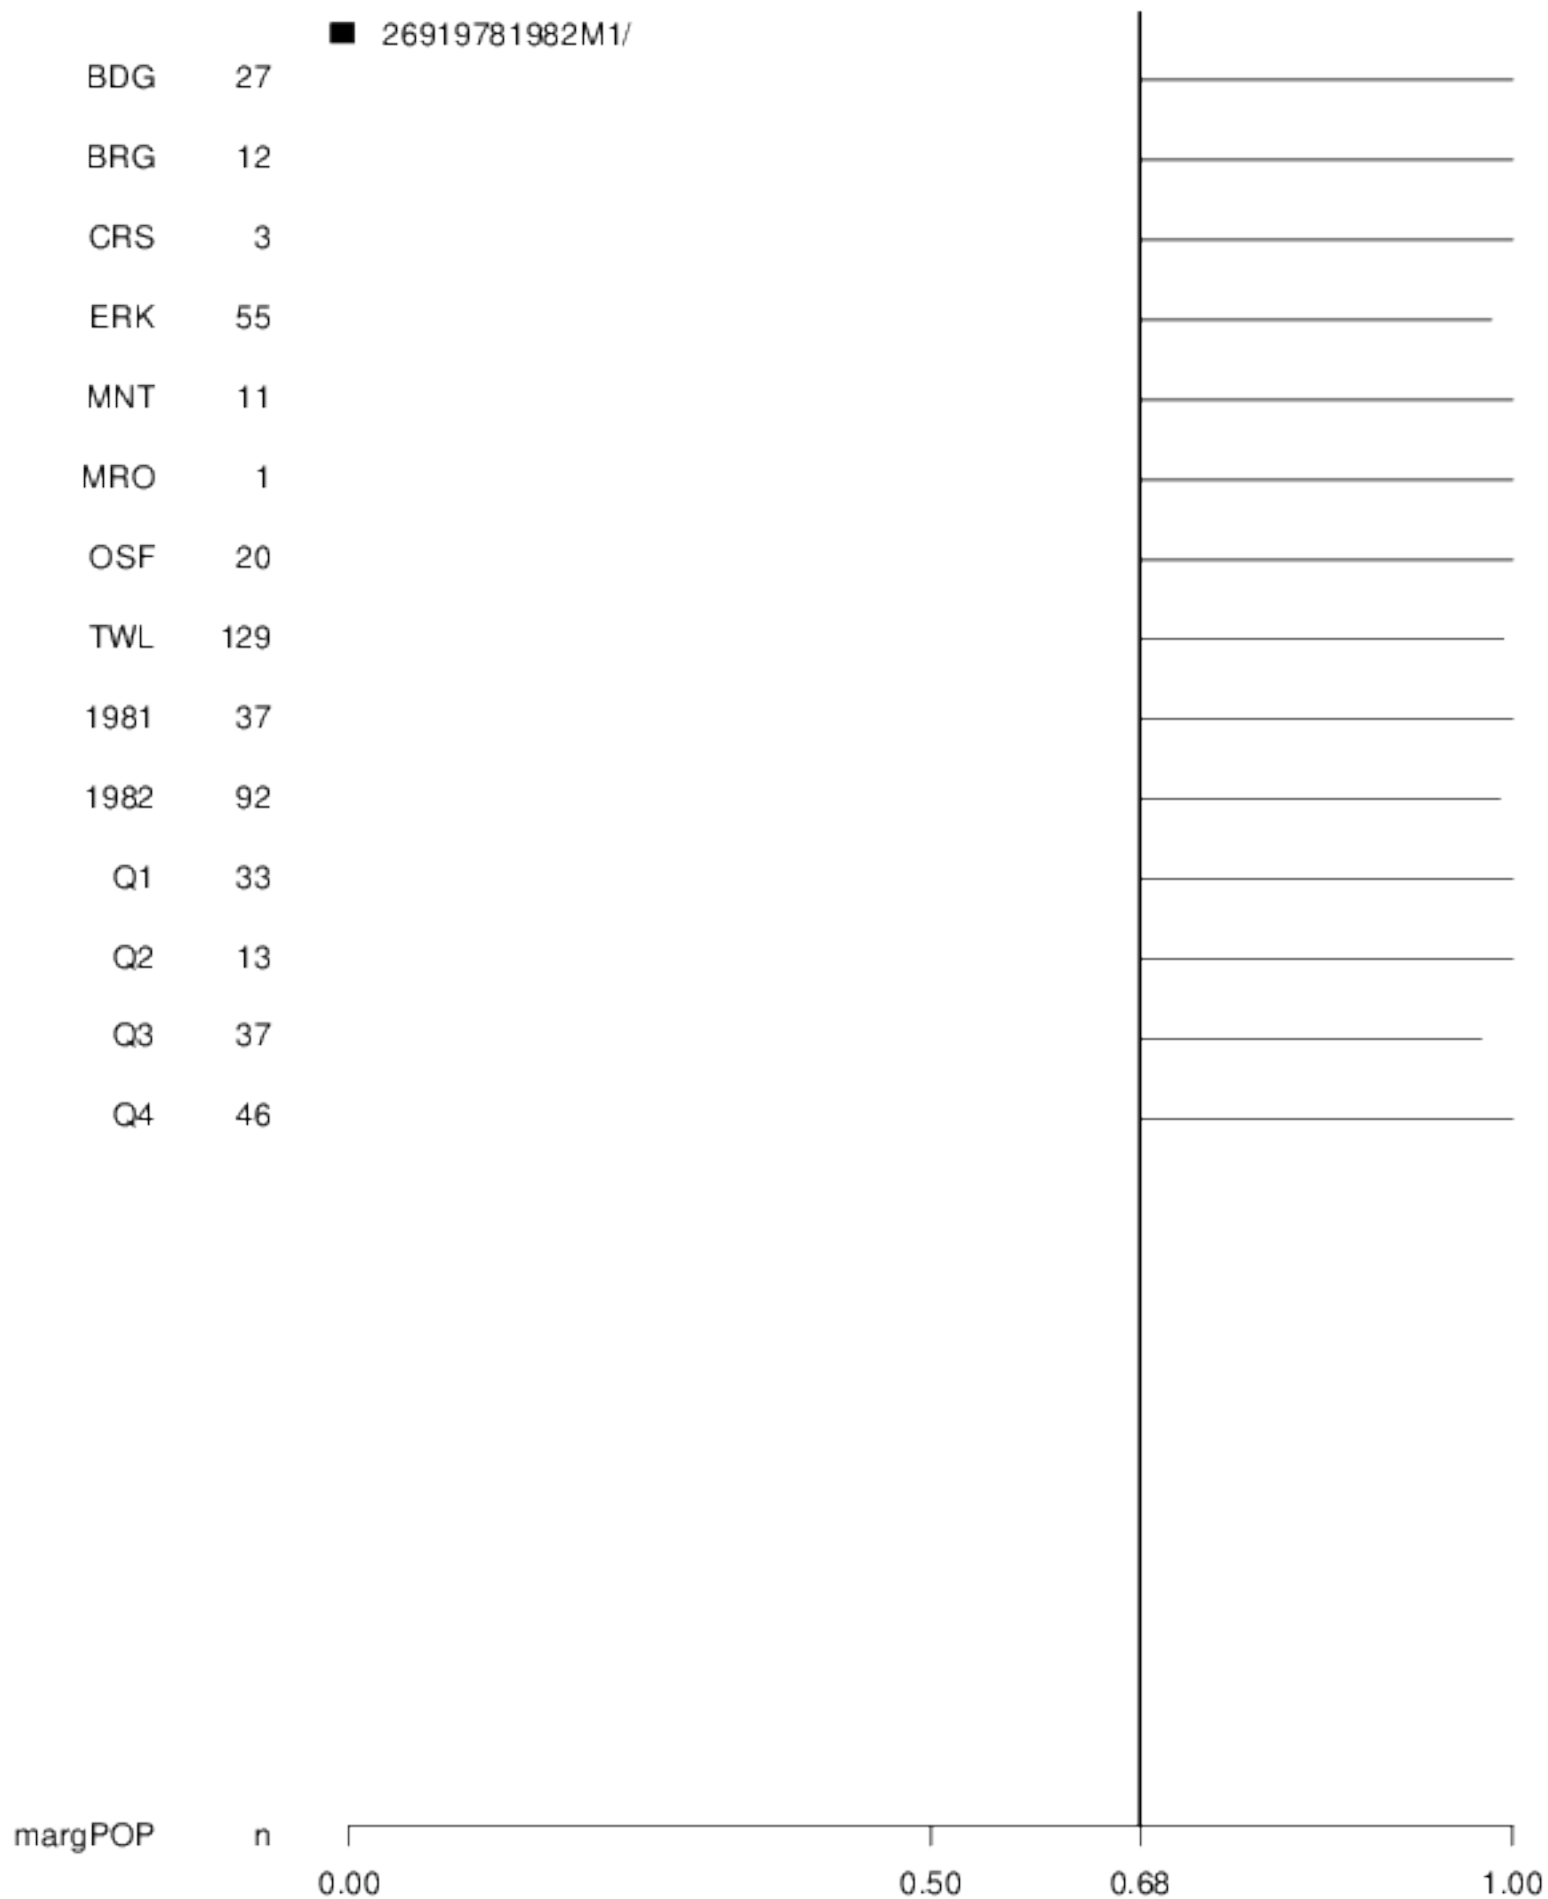 26919781982M1/
BDG 27
BRG 12
CRS 3
ERK 55
MNT 11
MRO 1
OSF 20
TWL 129
1981 37
1982 92
Q1 33
Q2 13
Q3 37
Q4 46
margPOP n
0.00 0.50 0.68 1.00